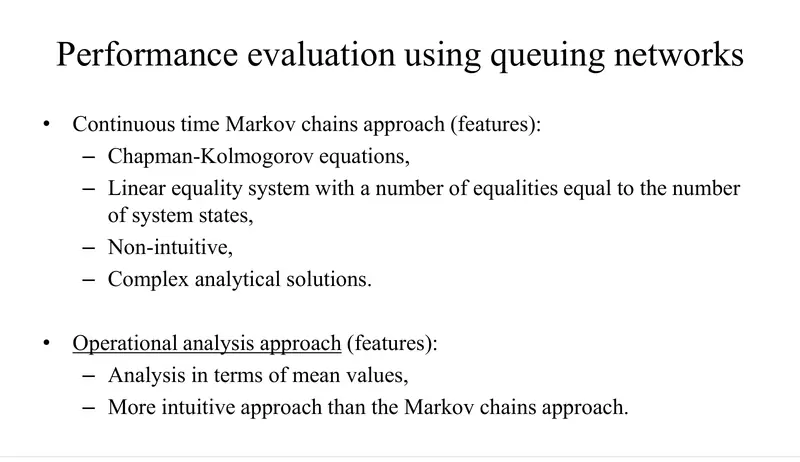 Performance evaluation using queuing networks
• Continuous time Markov chains approach (features):
– Chapman-Kolmogorov equations,
– Linear equality system with a number of equalities equal to the number
of system states,
– Non-intuitive,
– Complex analytical solutions.
• Operational analysis approach (features):
– Analysis in terms of mean values,
– More intuitive approach than the Markov chains approach.